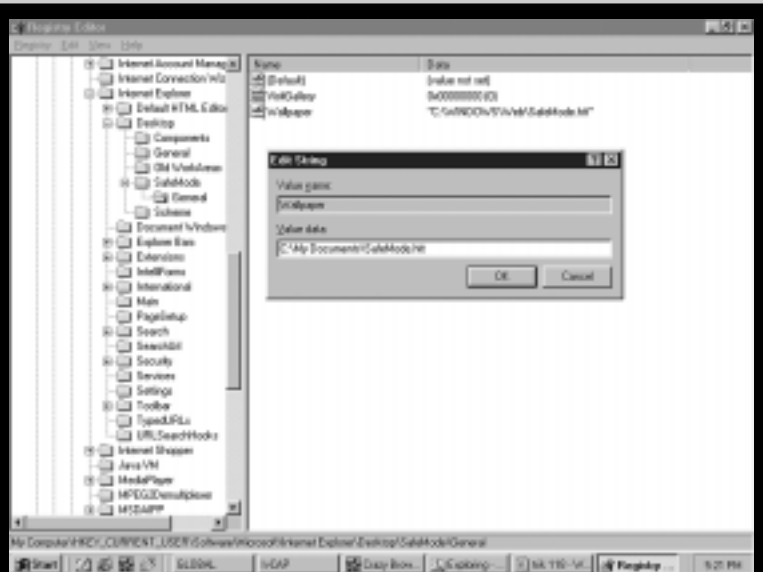 Registry Editor
Registry Edit View Help
Internet Account Manag
Internet Connection Wiz
Internet Explorer
Default HTML Editor
Desktop
Components
General
Old WorkAreas
SafeMode
General
Scheme
Document Windows
Explorer Bars
Extensions
IntelliForms
International
Main
PageSetup
Search
SearchUrl
Security
Services
Settings
Toolbar
TypedURLs
URLSearchHooks
Internet Shopper
Java VM
MediaPlayer
MPEG2Demultiplexer
MSDAIPP
Name Data
(Default) (value not set)
VisitGallery 0x00000000 (0)
Wallpaper "C:\WINDOWS\Web\SafeMode.htt"
Edit String
Value name:
Wallpaper
Value data:
C:\My Documents\SafeMode.htt
OK Cancel
My Computer\HKEY_CURRENT_USER\Software\Microsoft\Internet Explorer\Desktop\SafeMode\General
Start GLOBAL Exploring - Registry ... 5:21 PM